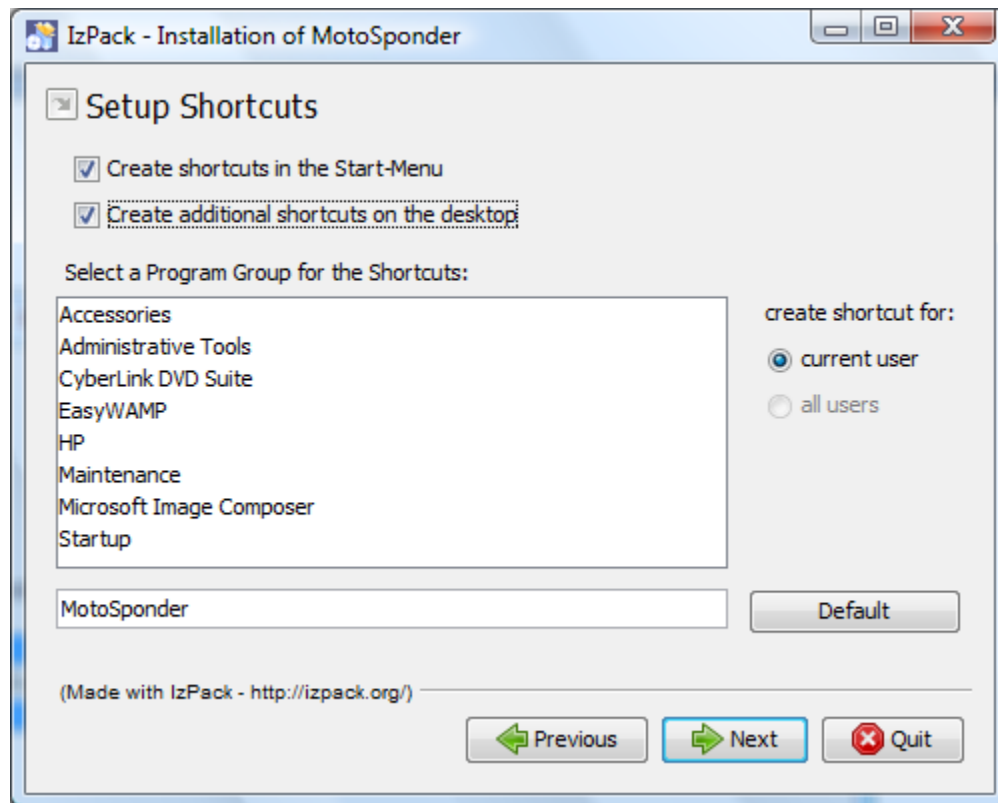 IzPack - Installation of MotoSponder
Setup Shortcuts
Create shortcuts in the Start-Menu
Create additional shortcuts on the desktop
Select a Program Group for the Shortcuts:
Accessories
Administrative Tools
CyberLink DVD Suite
EasyWAMP
HP
Maintenance
Microsoft Image Composer
Startup
create shortcut for:
current user
all users
MotoSponder
Default
(Made with IzPack - http://izpack.org/)
Previous
Next
Quit